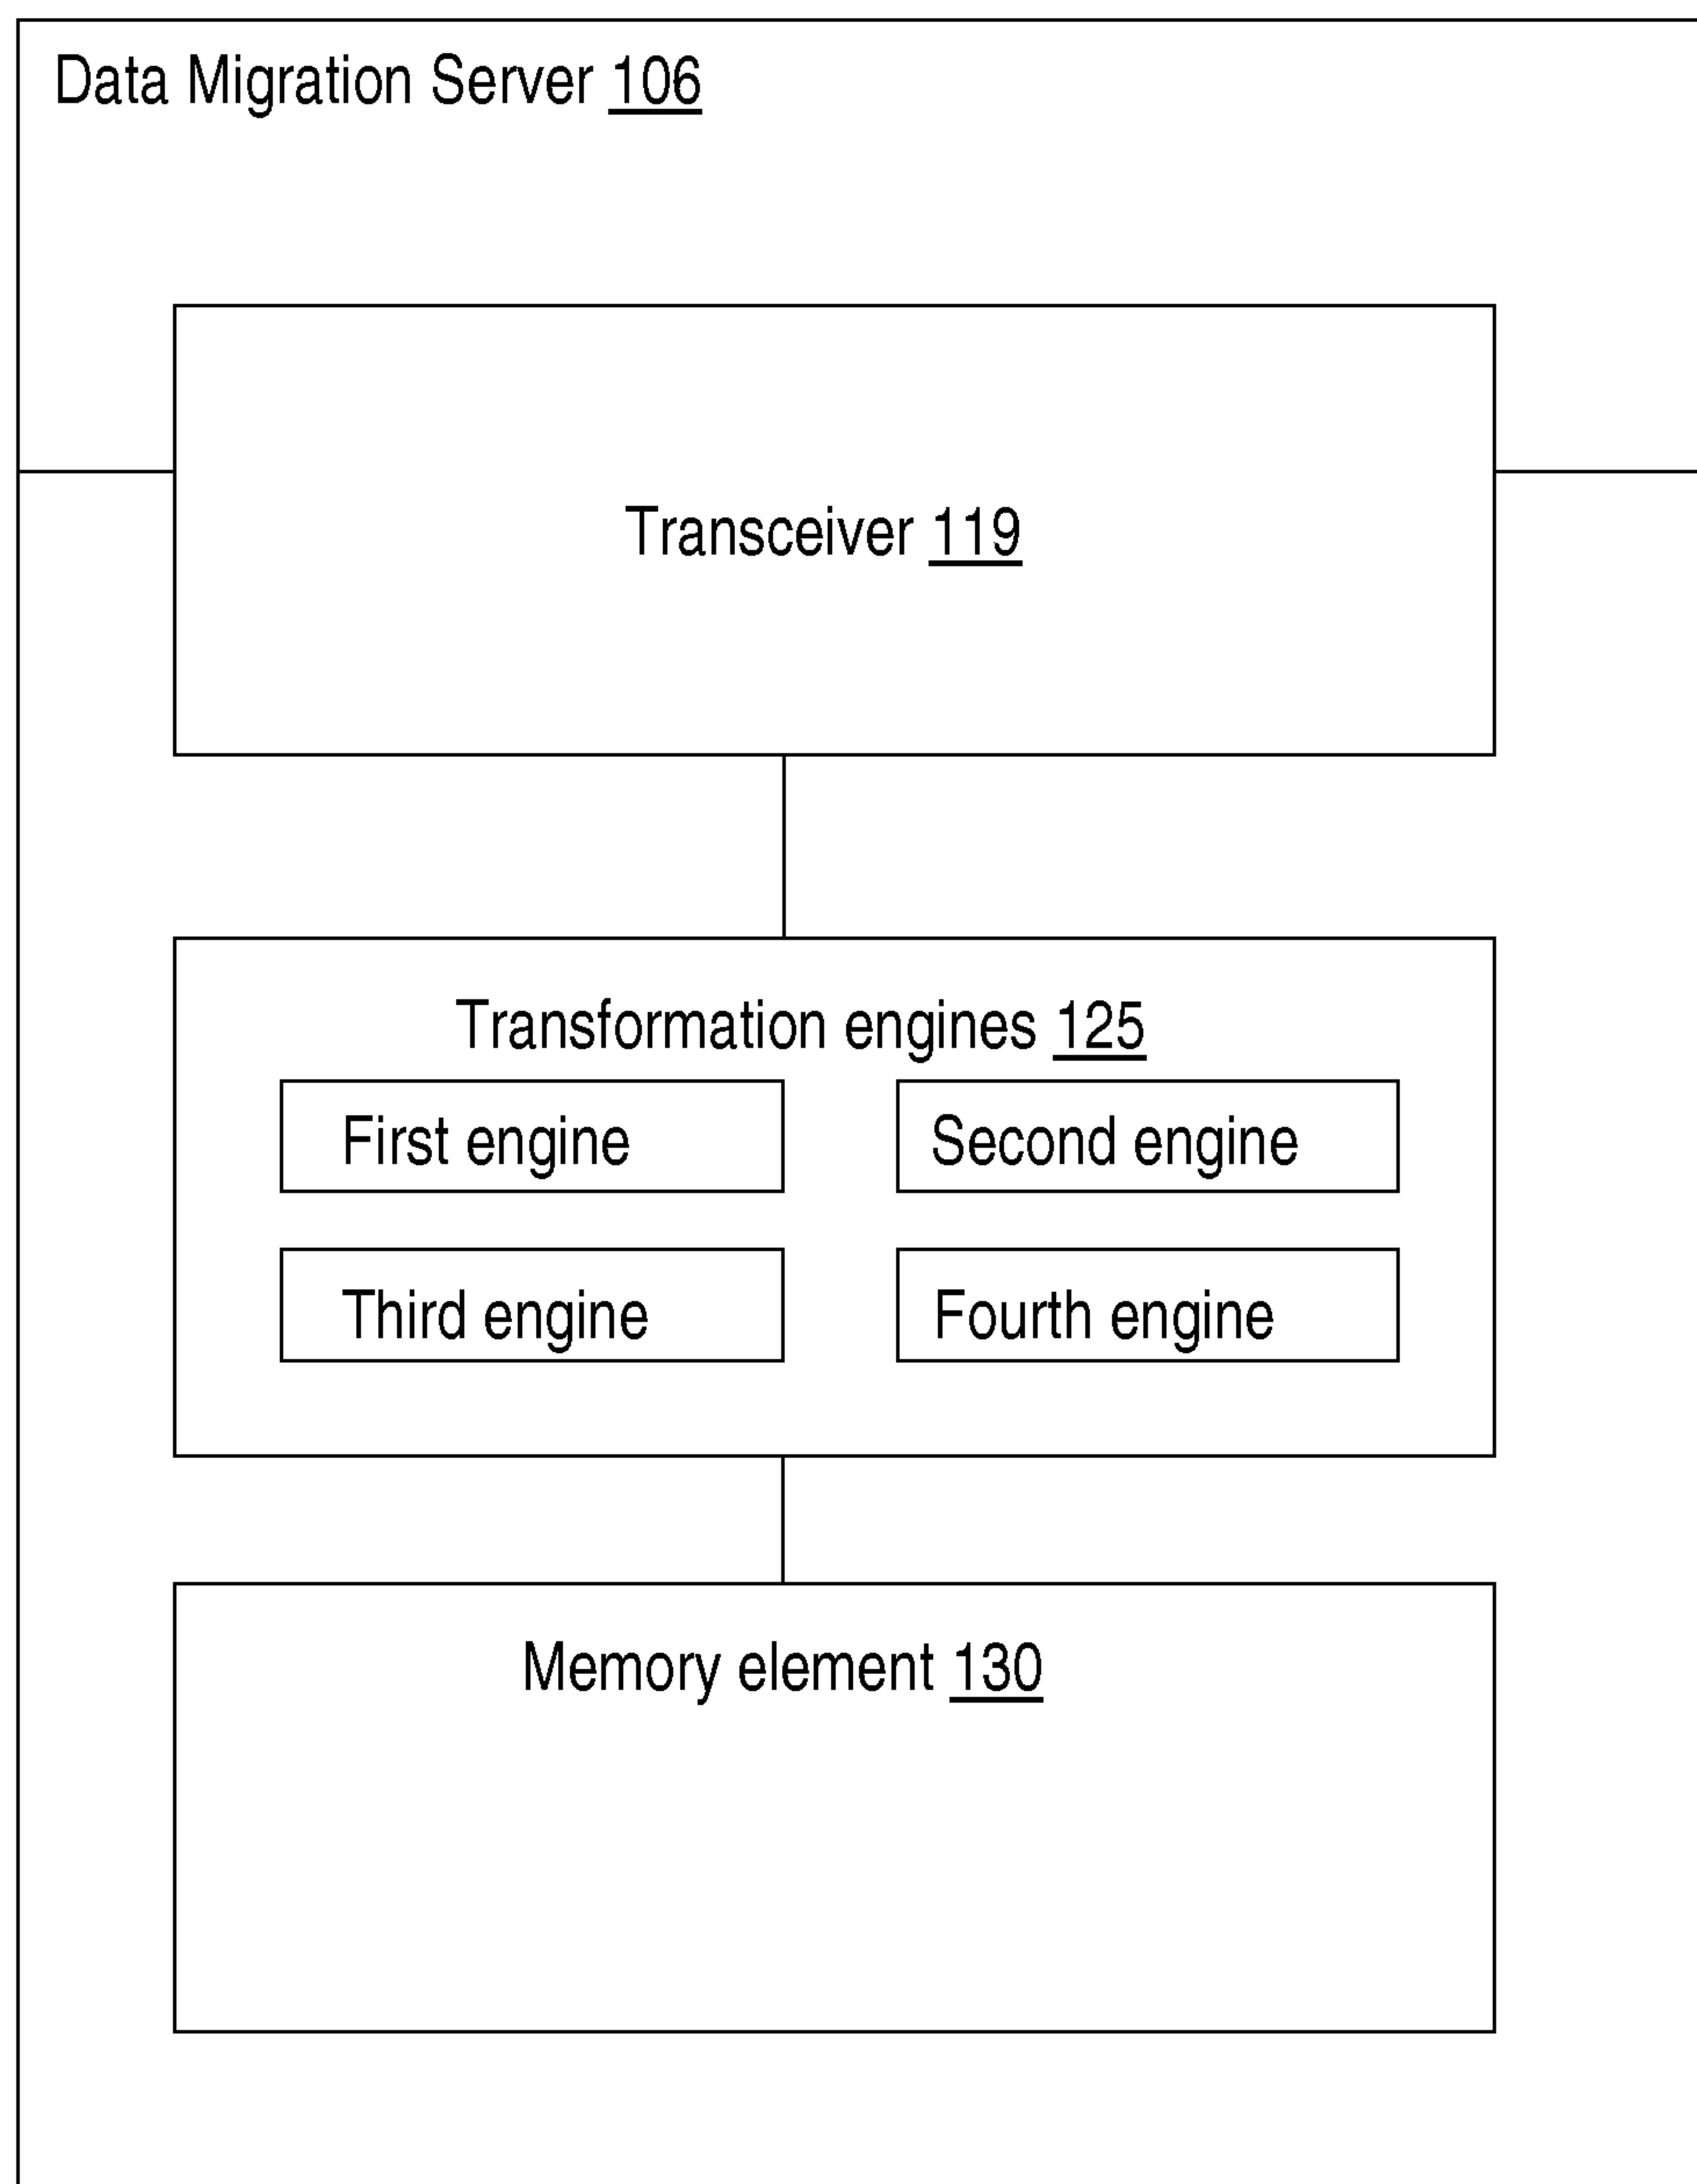 Data Migration Server 106
Transceiver 119
Transformation engines 125
First engine
Second engine
Third engine
Fourth engine
Memory element 130